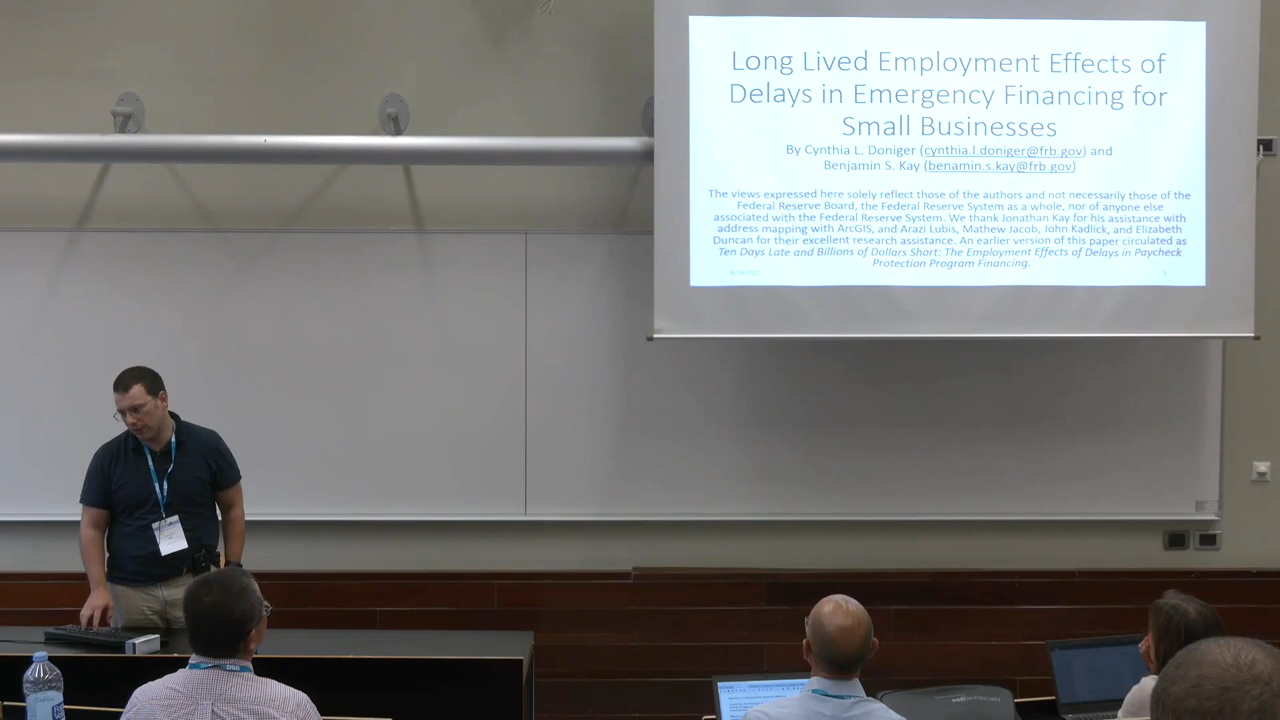 Long Lived Employment Effects of
Delays in Emergency Financing for
Small Businesses
By Cynthia L. Doniger (cynthia.l.doniger@frb.gov) and
Benjamin S. Kay (benamin.s.kay@frb.gov)
The views expressed here solely reflect those of the authors and not necessarily those of the
Federal Reserve Board, the Federal Reserve System as a whole, nor of anyone else
associated with the Federal Reserve System. We thank Jonathan Kay for his assistance with
address mapping with ArcGIS, and Arazi Lubis, Mathew Jacob, John Kadlick, and Elizabeth
Duncan for their excellent research assistance. An earlier version of this paper circulated as
Ten Days Late and Billions of Dollars Short: The Employment Effects of Delays in Paycheck
Protection Program Financing.